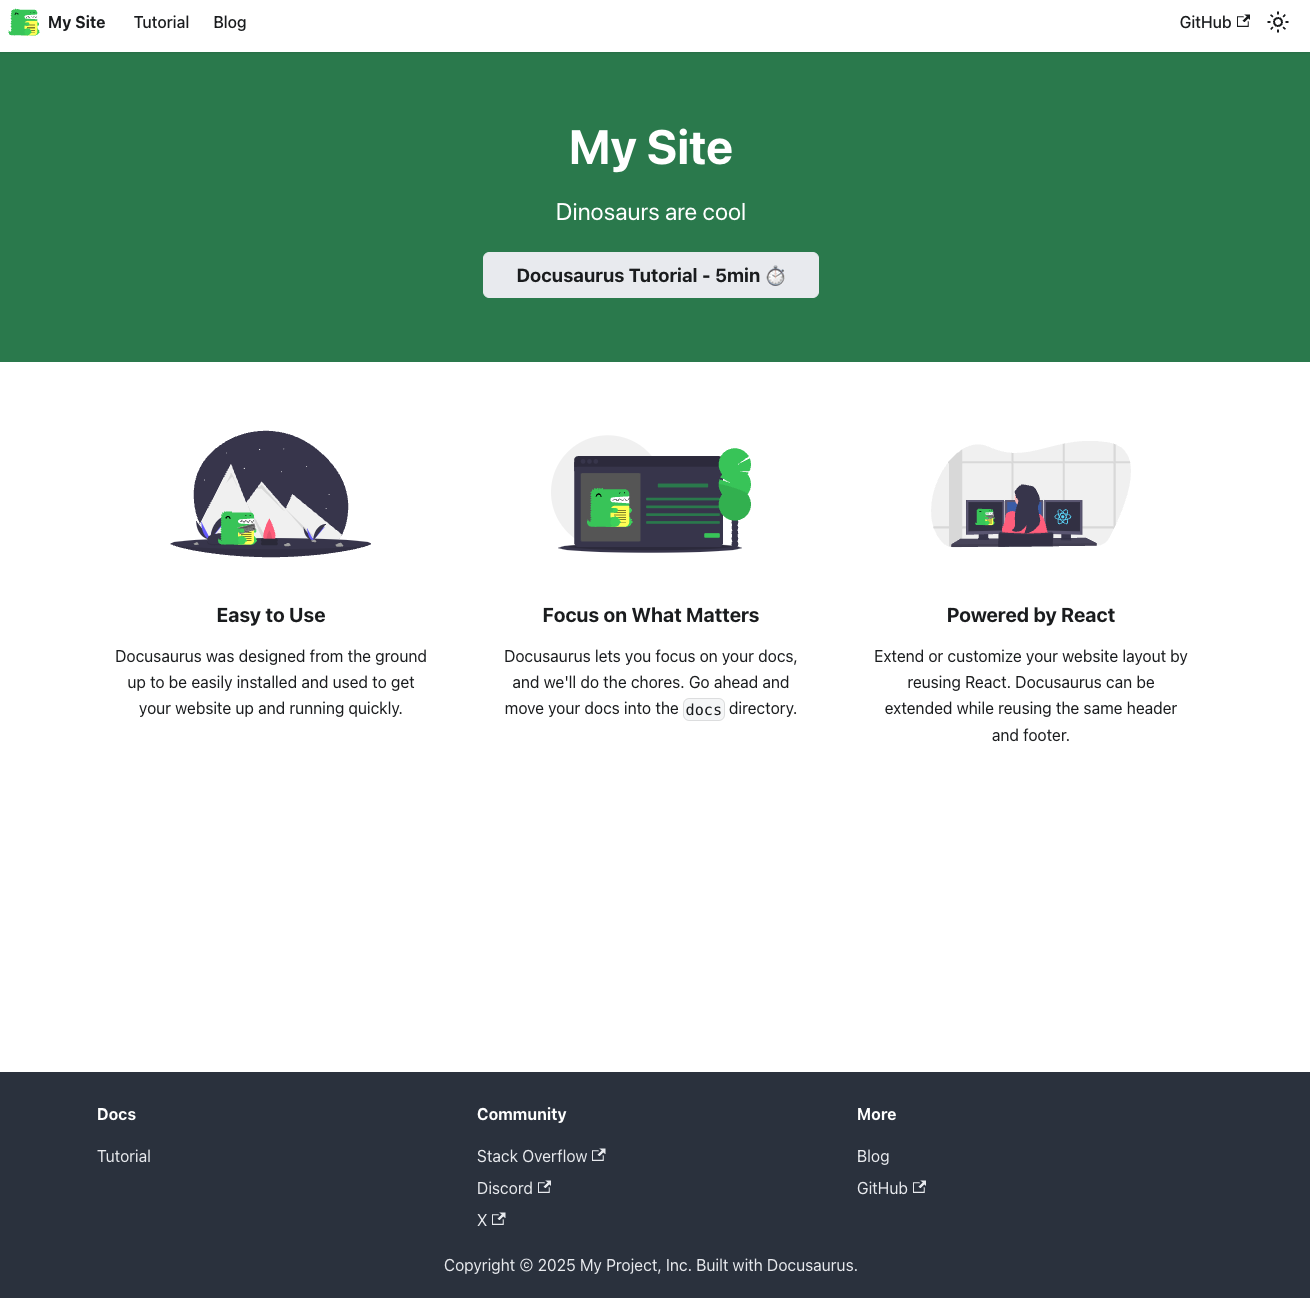 My Site Tutorial Blog GitHub
My Site
Dinosaurs are cool
Docusaurus Tutorial - 5min ⏱️
Easy to Use
Docusaurus was designed from the ground
up to be easily installed and used to get
your website up and running quickly.
Focus on What Matters
Docusaurus lets you focus on your docs,
and we'll do the chores. Go ahead and
move your docs into the docs directory.
Powered by React
Extend or customize your website layout by
reusing React. Docusaurus can be
extended while reusing the same header
and footer.
Docs
Tutorial
Community
Stack Overflow
Discord
X
More
Blog
GitHub
Copyright © 2025 My Project, Inc. Built with Docusaurus.